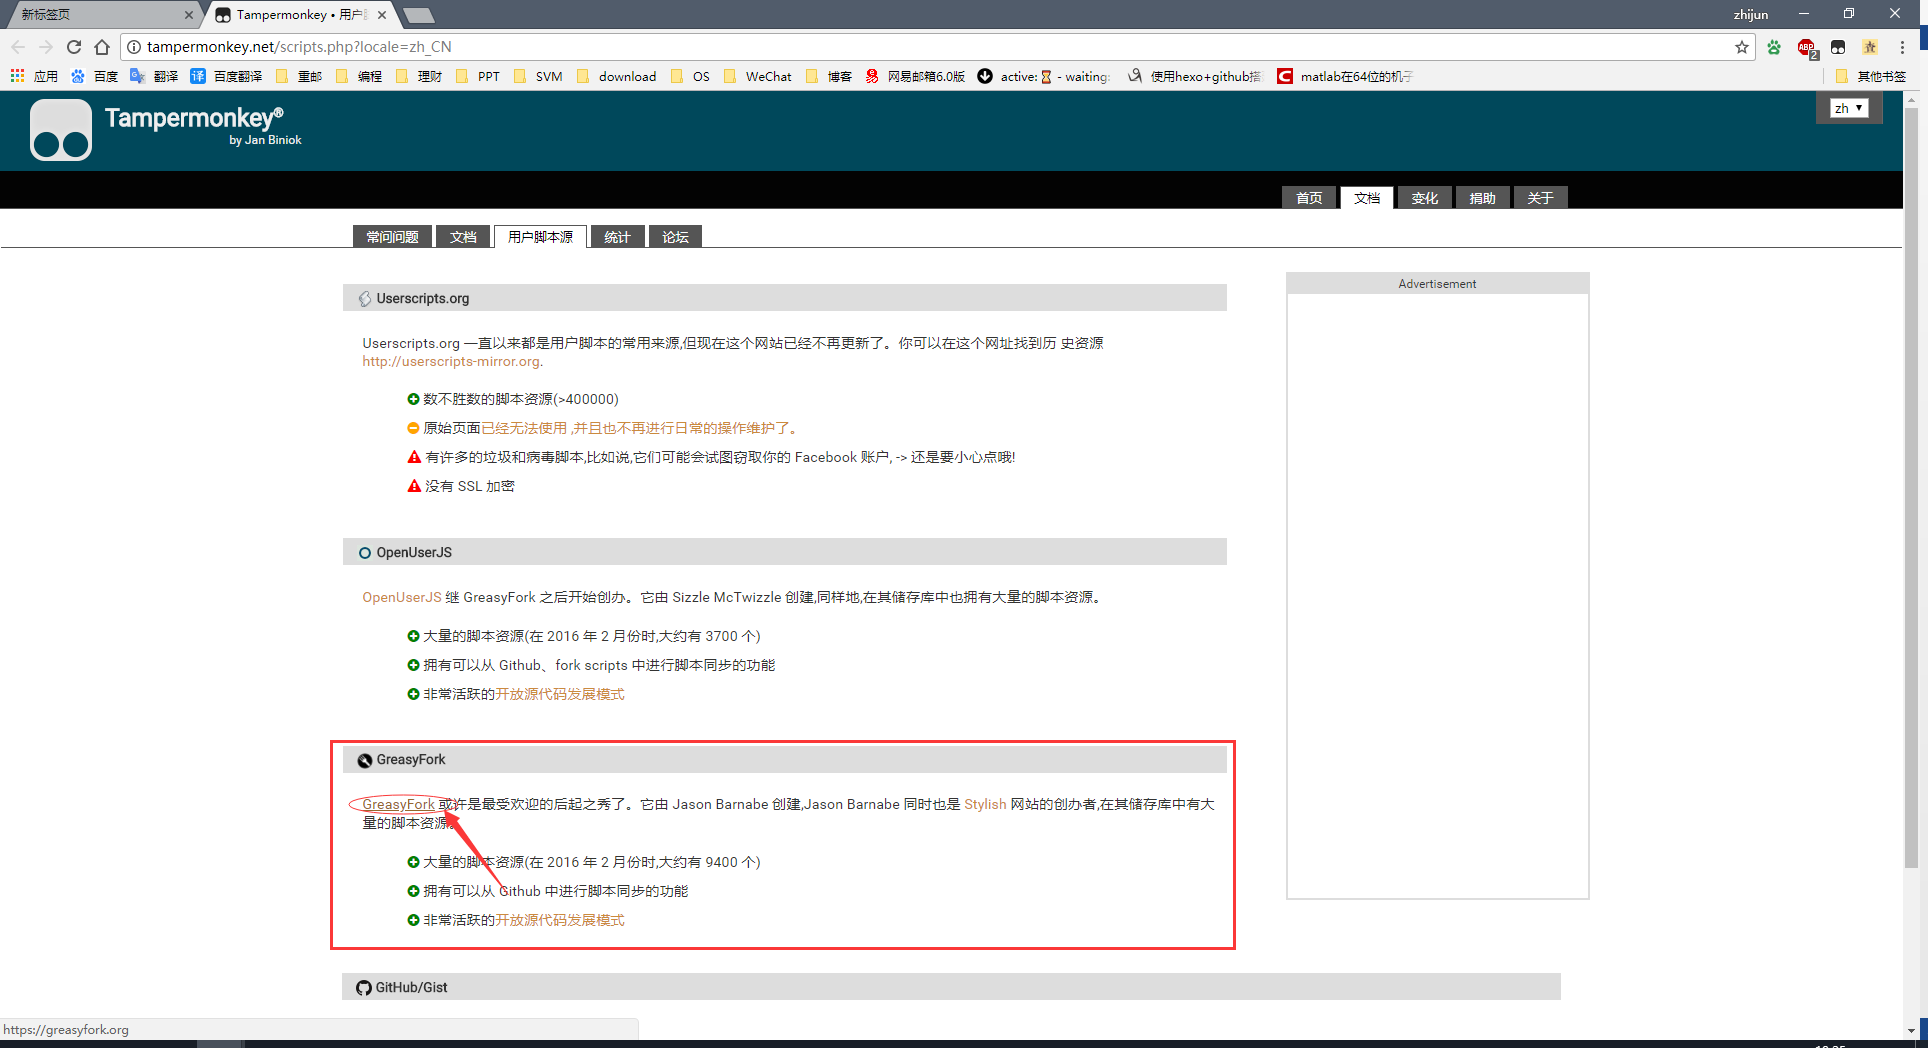 新标签页
Tampermonkey • 用户
zhijun
tampermonkey.net/scripts.php?locale=zh_CN
2
应用
百度
翻译
译
百度翻译
重邮
编程
理财
PPT
SVM
download
OS
WeChat
博客
网易邮箱6.0版
active: - waiting:
使用hexo+github搭
matlab在64位的机子
其他书签
Tampermonkey®
by Jan Biniok
zh
首页
文档
变化
捐助
关于
常问问题
文档
用户脚本源
统计
论坛
Userscripts.org
Userscripts.org 一直以来都是用户脚本的常用来源,但现在这个网站已经不再更新了。你可以在这个网址找到历 史资源
http://userscripts-mirror.org.
数不胜数的脚本资源(>400000)
原始页面已经无法使用 ,并且也不再进行日常的操作维护了。
有许多的垃圾和病毒脚本,比如说,它们可能会试图窃取你的 Facebook 账户, -> 还是要小心点哦!
没有 SSL 加密
OpenUserJS
OpenUserJS 继 GreasyFork 之后开始创办。它由 Sizzle McTwizzle 创建,同样地,在其储存库中也拥有大量的脚本资源。
大量的脚本资源(在 2016 年 2 月份时,大约有 3700 个)
拥有可以从 Github、fork scripts 中进行脚本同步的功能
非常活跃的开放源代码发展模式
GreasyFork
GreasyFork 或许是最受欢迎的后起之秀了。它由 Jason Barnabe 创建,Jason Barnabe 同时也是 Stylish 网站的创办者,在其储存库中有大
量的脚本资源。
大量的脚本资源(在 2016 年 2 月份时,大约有 9400 个)
拥有可以从 Github 中进行脚本同步的功能
非常活跃的开放源代码发展模式
GitHub/Gist
Advertisement
https://greasyfork.org